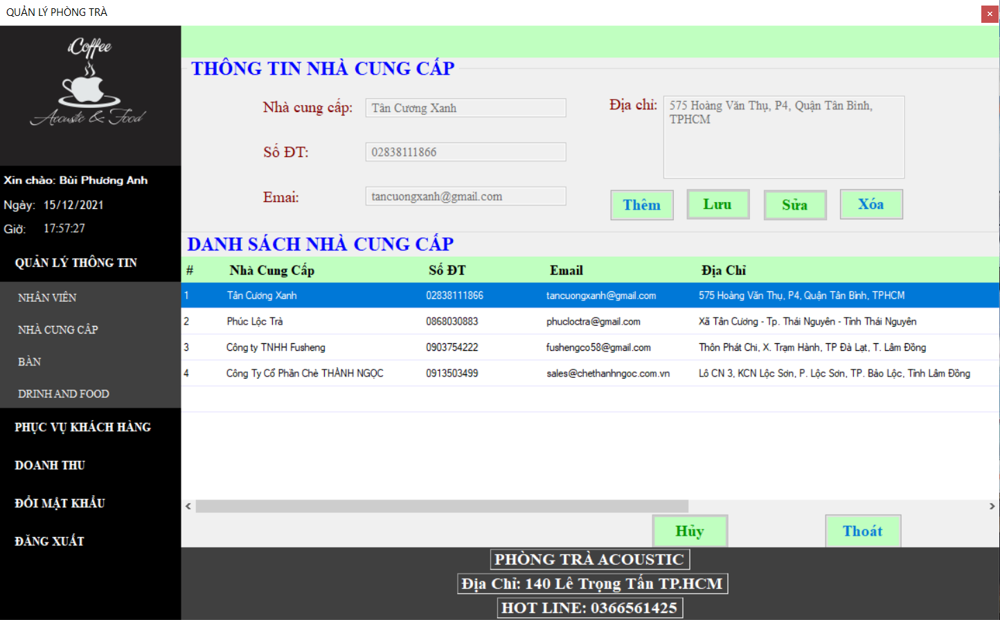 QUẢN LÝ PHÒNG TRÀ
iCoffee
Acoustic & Food
Xin chào: Bùi Phương Anh
Ngày: 15/12/2021
Giờ: 17:57:27
QUẢN LÝ THÔNG TIN
NHÂN VIÊN
NHÀ CUNG CẤP
BÀN
DRINH AND FOOD
PHỤC VỤ KHÁCH HÀNG
DOANH THU
ĐỔI MẬT KHẨU
ĐĂNG XUẤT
THÔNG TIN NHÀ CUNG CẤP
Nhà cung cấp: Tân Cương Xanh
Số ĐT: 02838111866
Emai: tancuongxanh@gmail.com
Địa chỉ: 575 Hoàng Văn Thụ, P4, Quận Tân Bình,
TPHCM
Thêm Lưu Sửa Xóa
DANH SÁCH NHÀ CUNG CẤP
# Nhà Cung Cấp Số ĐT Email Địa Chỉ
1 Tân Cương Xanh 02838111866 tancuongxanh@gmail.com 575 Hoàng Văn Thụ, P4, Quận Tân Bình, TPHCM
2 Phúc Lộc Trà 0868030883 phucloctra@gmail.com Xã Tân Cương - Tp. Thái Nguyên - Tỉnh Thái Nguyên
3 Công ty TNHH Fusheng 0903754222 fushengco58@gmail.com Thôn Phát Chi, X. Trạm Hành, TP Đà Lạt, T. Lâm Đồng
4 Công Ty Cổ Phần Chè THÀNH NGỌC 0913503499 sales@chethanhngoc.com.vn Lô CN 3, KCN Lộc Sơn, P. Lộc Sơn, TP. Bảo Lộc, Tỉnh Lâm Đồng
Hủy Thoát
PHÒNG TRÀ ACOUSTIC
Địa Chỉ: 140 Lê Trọng Tấn TP.HCM
HOT LINE: 0366561425